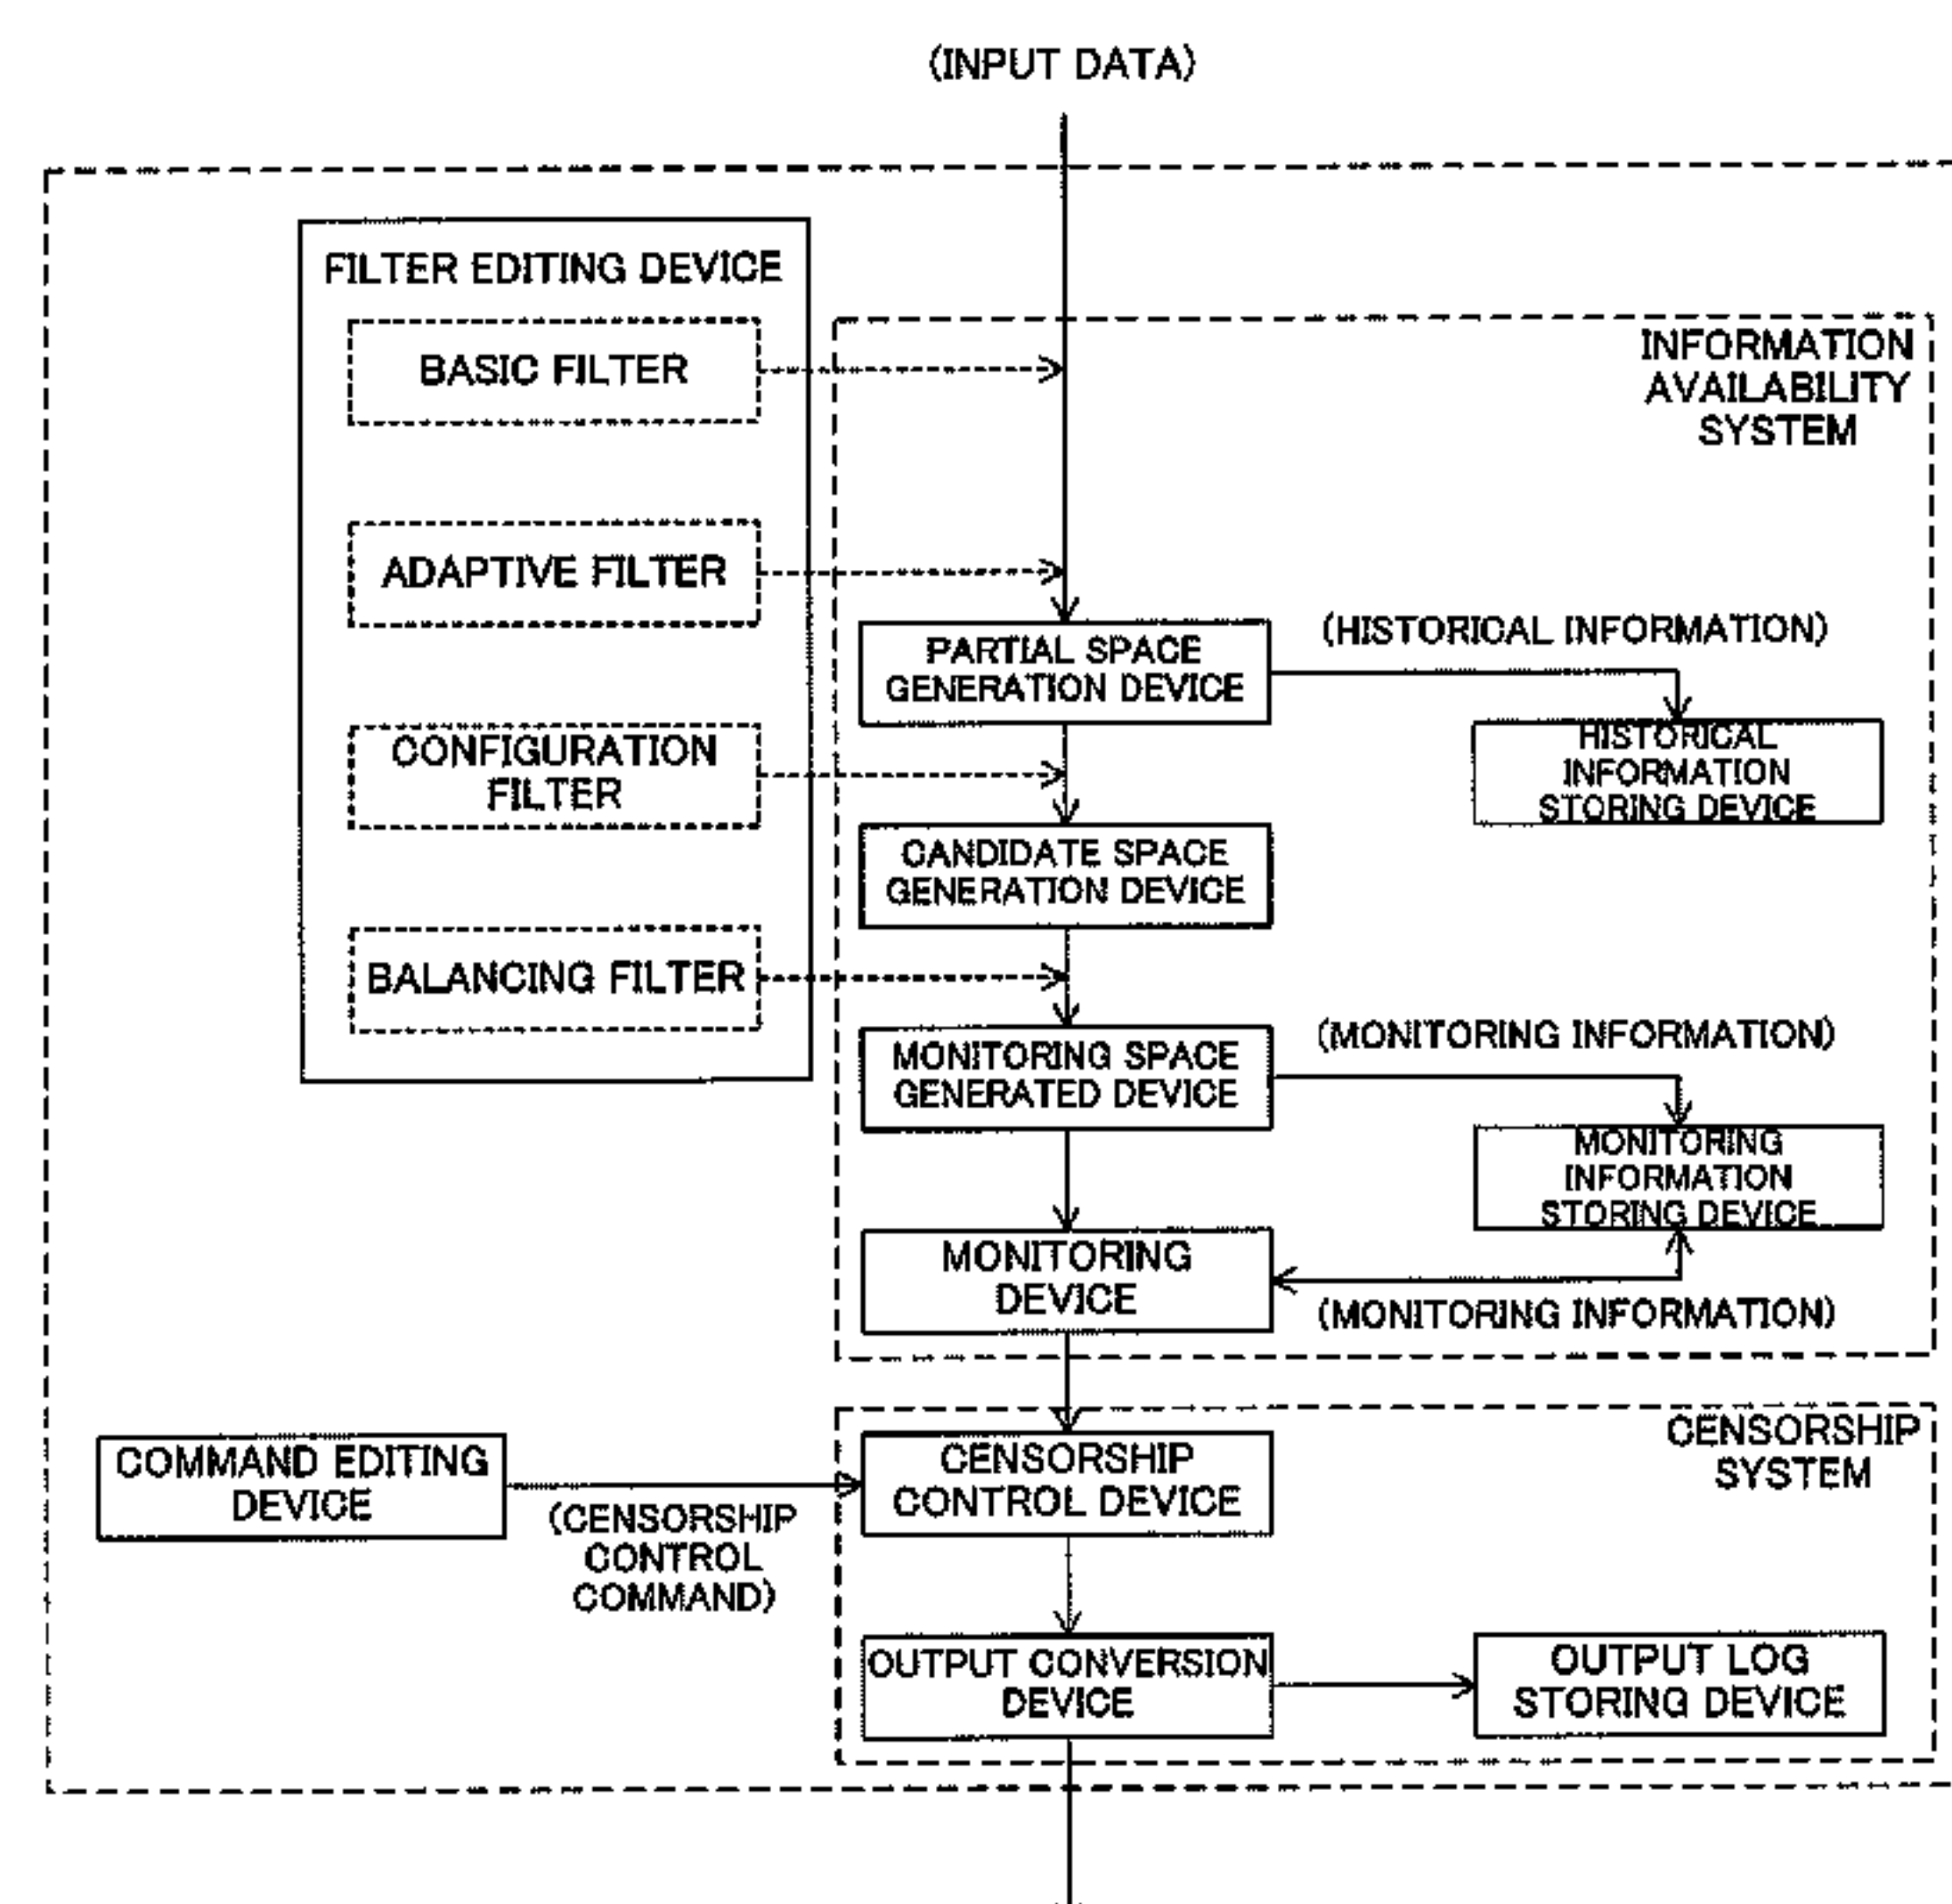 (INPUT DATA)
FILTER EDITING DEVICE
BASIC FILTER
INFORMATION
AVAILABILITY
SYSTEM
ADAPTIVE FILTER
PARTIAL SPACE
GENERATION DEVICE
(HISTORICAL INFORMATION)
HISTORICAL
INFORMATION
STORING DEVICE
CONFIGURATION
FILTER
CANDIDATE SPACE
GENERATION DEVICE
BALANCING FILTER
MONITORING SPACE
GENERATED DEVICE
(MONITORING INFORMATION)
MONITORING
INFORMATION
STORING DEVICE
MONITORING
DEVICE
(MONITORING INFORMATION)
CENSORSHIP
SYSTEM
COMMAND EDITING
DEVICE
(CENSORSHIP
CONTROL
COMMAND)
CENSORSHIP
CONTROL DEVICE
OUTPUT CONVERSION
DEVICE
OUTPUT LOG
STORING DEVICE